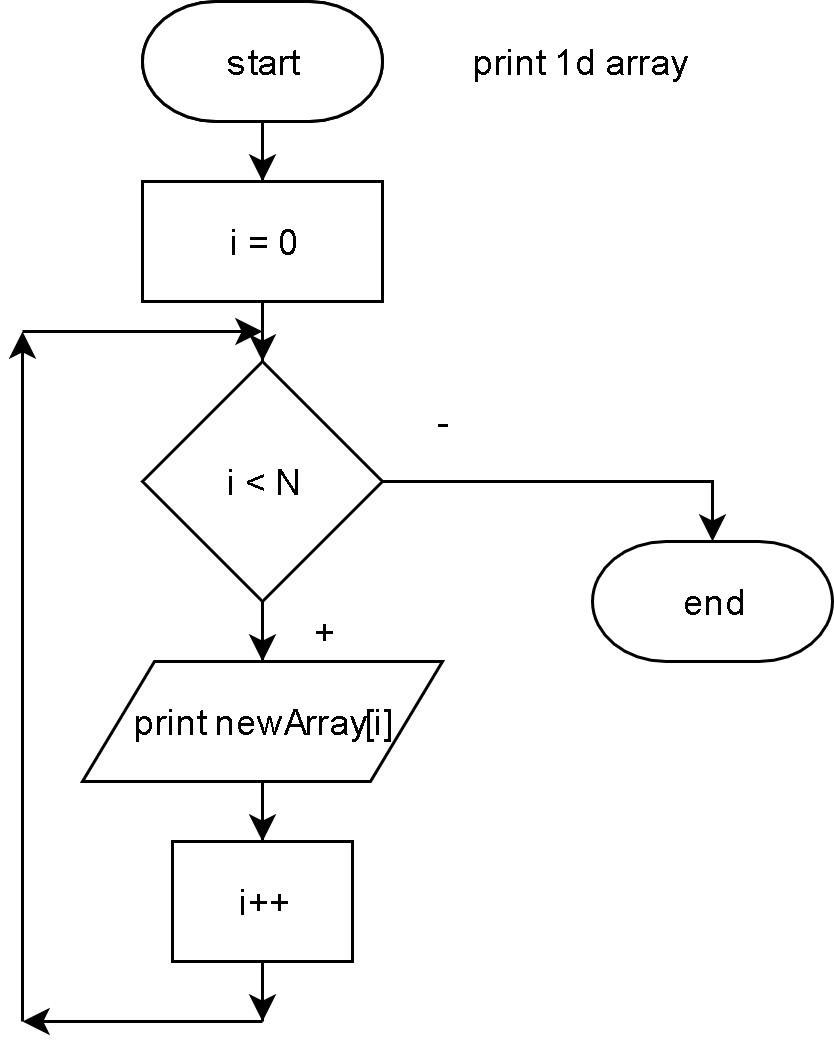 start
print 1d array
i = 0
-
i < N
end
+
print newArray[i]
i++